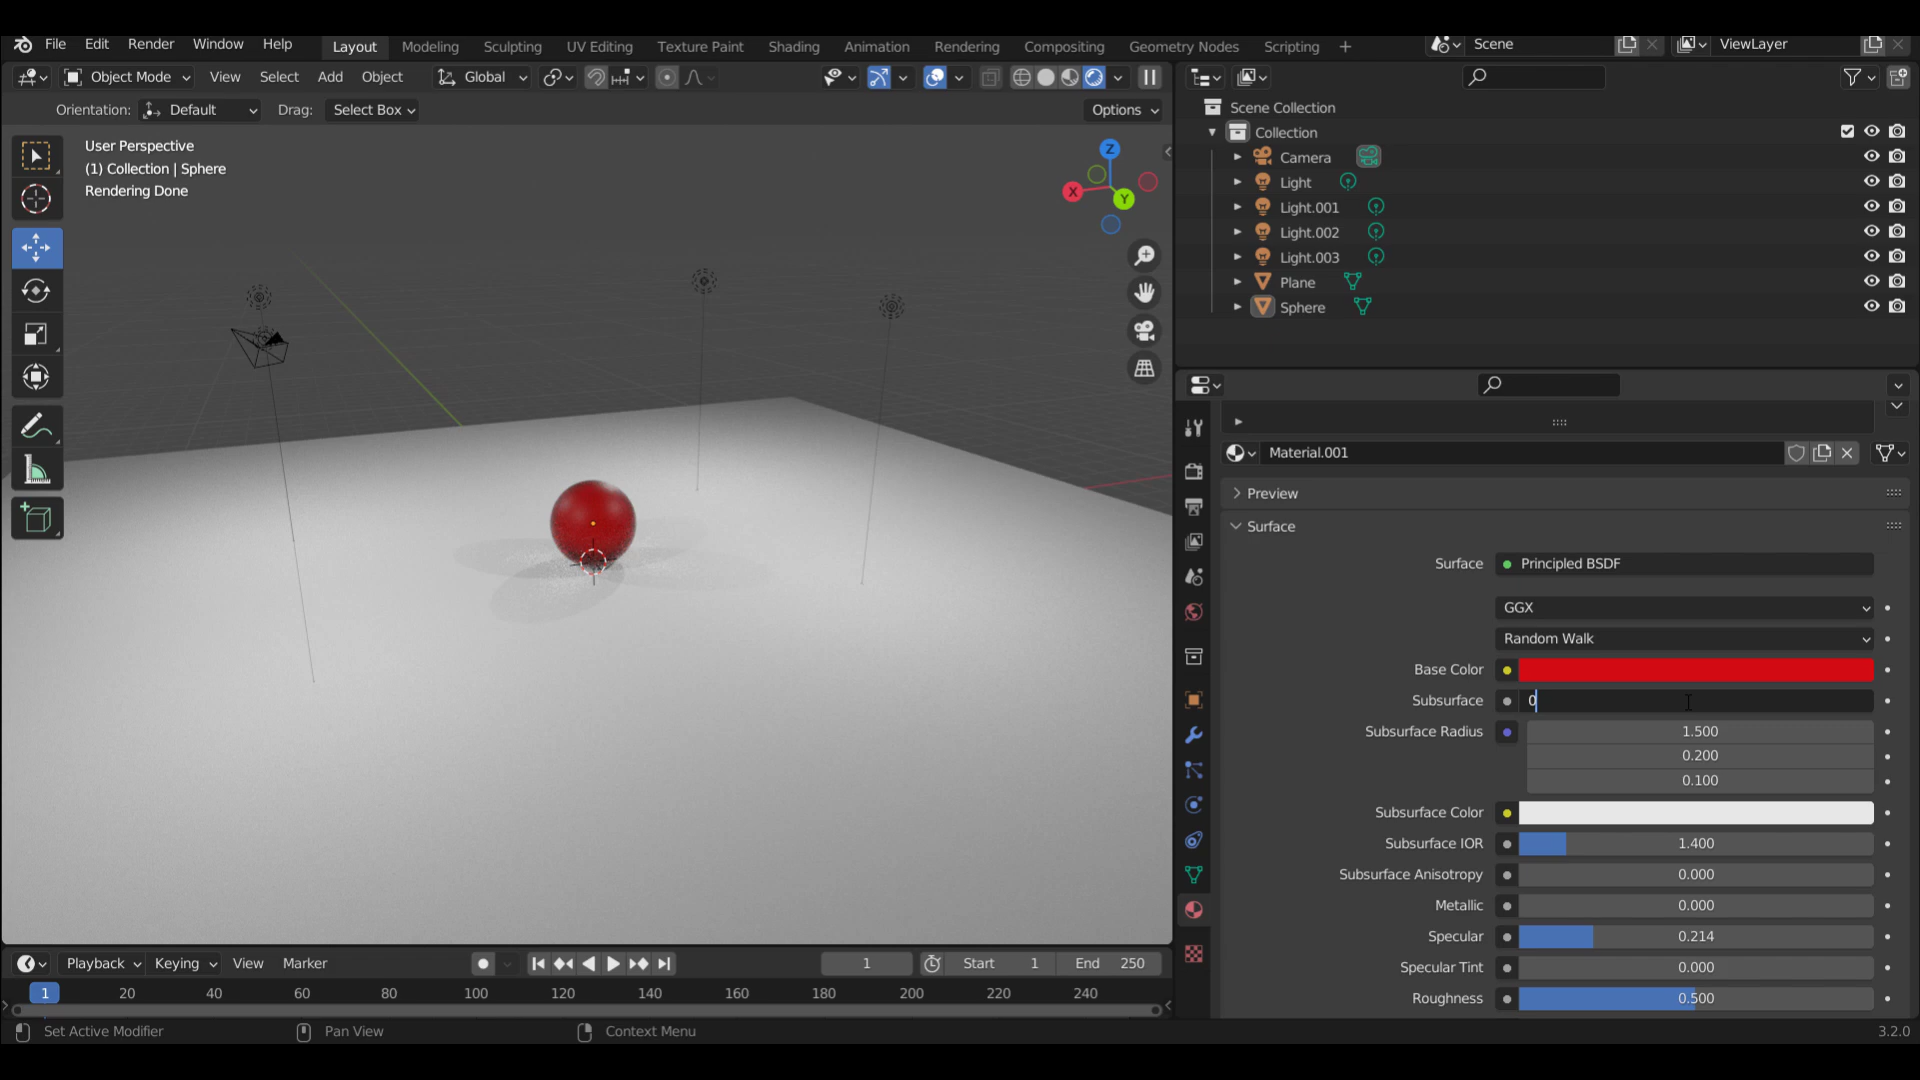 File Edit Render Window Help Layout Modeling Sculpting UV Editing Texture Paint Shading Animation Rendering Compositing Geometry Nodes Scripting + Scene ViewLayer
Object Mode View Select Add Object Global
Orientation: Default Drag: Select Box Options
User Perspective
(1) Collection | Sphere
Rendering Done
Z
X
Y
Scene Collection
Collection
Camera
Light
Light.001
Light.002
Light.003
Plane
Sphere
Material.001
Preview
Surface
Surface Principled BSDF
GGX
Random Walk
Base Color
Subsurface 0
Subsurface Radius 1.500
0.200
0.100
Subsurface Color
Subsurface IOR 1.400
Subsurface Anisotropy 0.000
Metallic 0.000
Specular 0.214
Specular Tint 0.000
Roughness 0.500
Playback Keying View Marker 1 Start 1 End 250
1 20 40 60 80 100 120 140 160 180 200 220 240
Set Active Modifier Pan View Context Menu 3.2.0